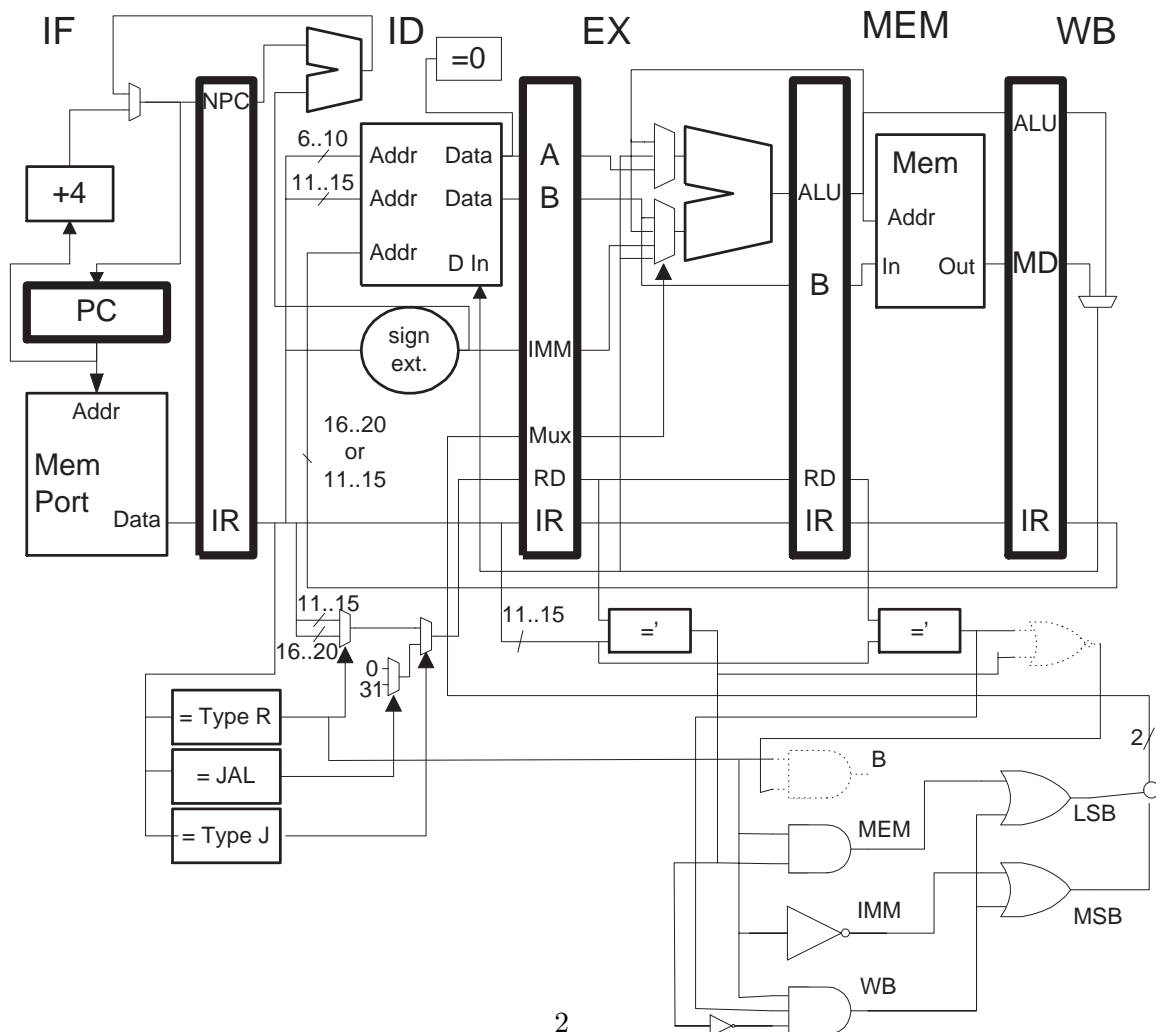 IF ID EX MEM WB
=0
NPC
6..10
Addr Data A
ALU
Mem
+4
11..15
Addr Data B
ALU
Addr
Addr
D In
In Out MD
B
PC
sign
ext.
IMM
Addr
16..20
or
11..15
Mux
Mem
Port
RD RD
Data IR IR IR IR
11..15
11..15
=' ='
16..20
0
31
= Type R
2
B
= JAL
LSB
MEM
= Type J
IMM
MSB
WB
2